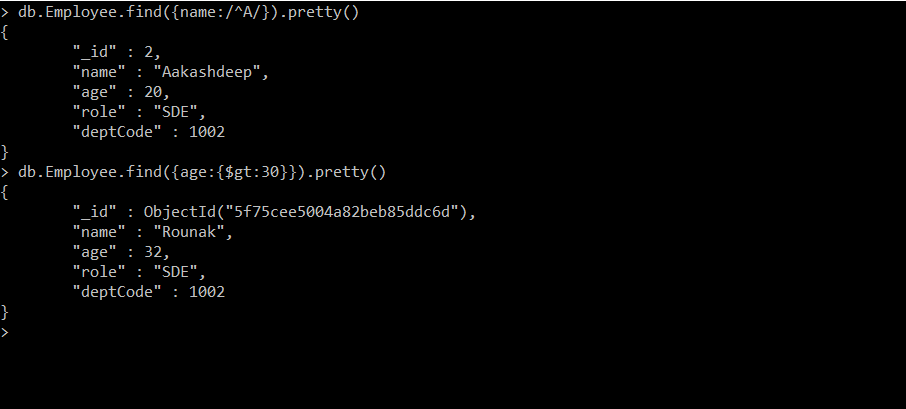 > db.Employee.find({name:/^A/}).pretty()
{
        "_id" : 2,
        "name" : "Aakashdeep",
        "age" : 20,
        "role" : "SDE",
        "deptCode" : 1002
}
> db.Employee.find({age:{$gt:30}}).pretty()
{
        "_id" : ObjectId("5f75cee5004a82beb85ddc6d"),
        "name" : "Rounak",
        "age" : 32,
        "role" : "SDE",
        "deptCode" : 1002
}
>